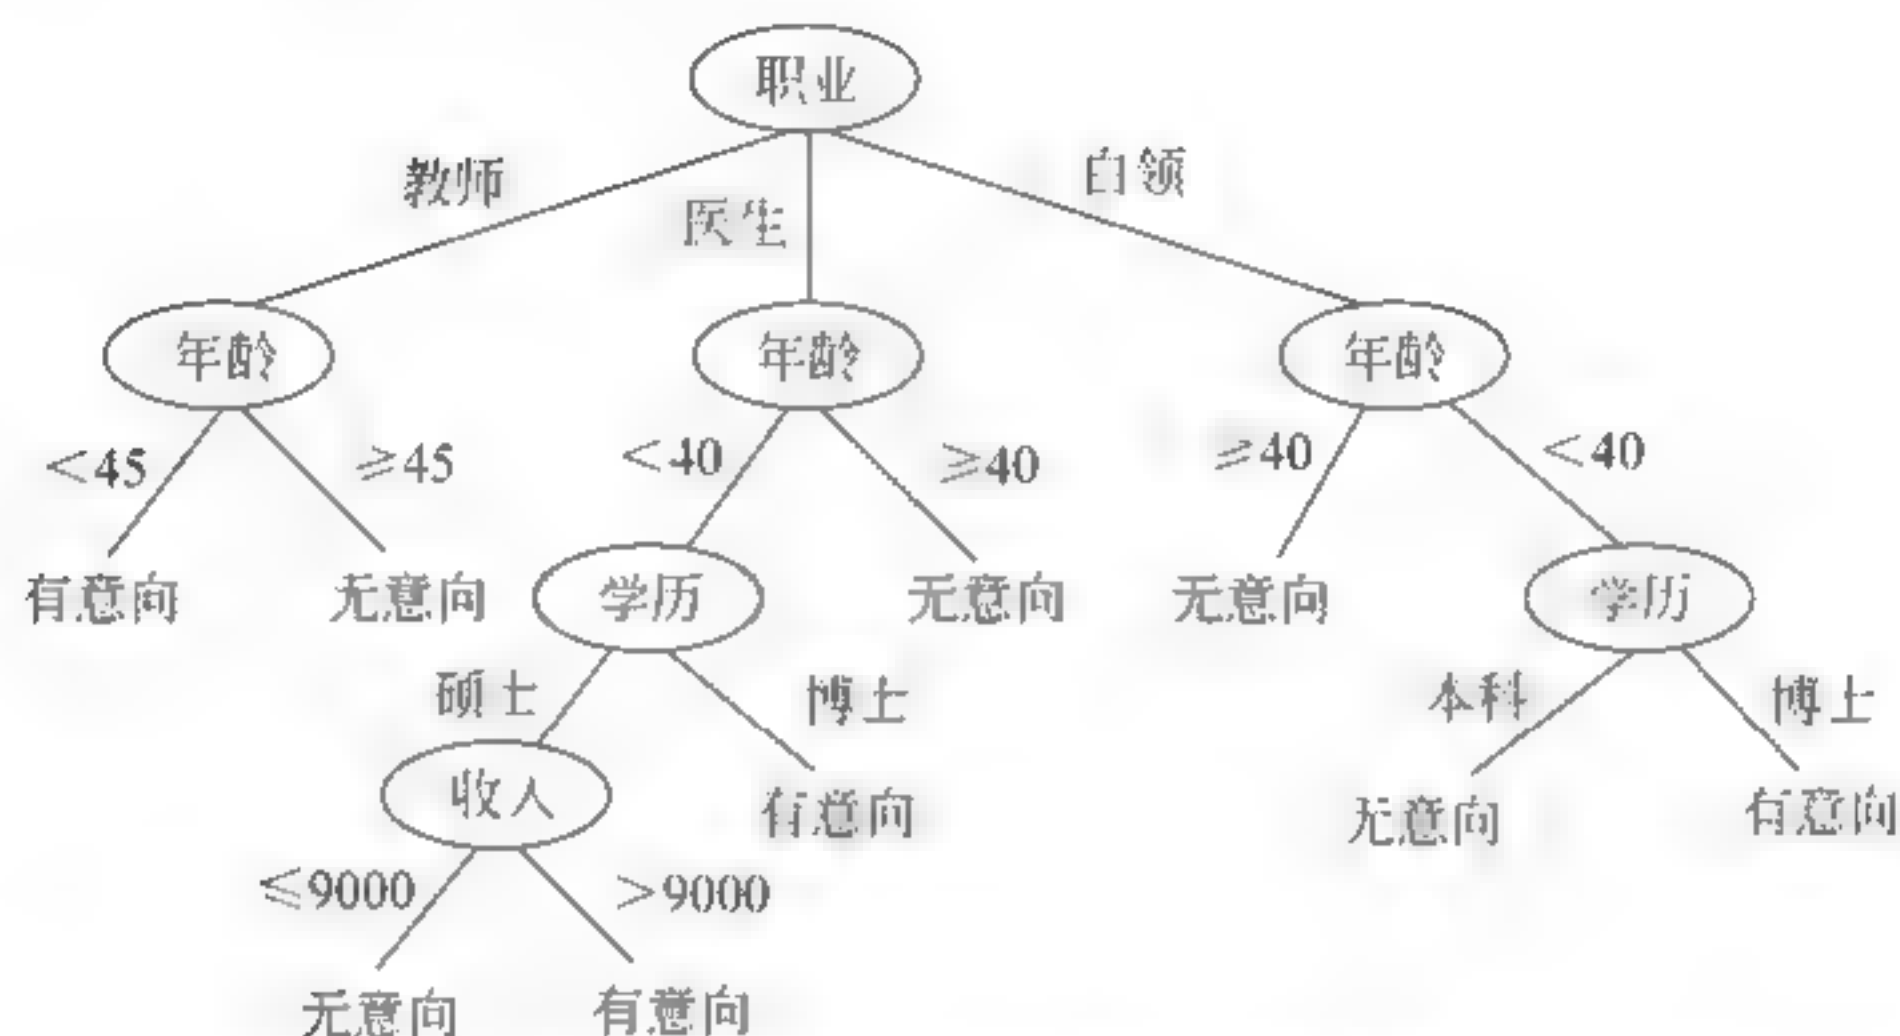 职业
教师
医生
白领
年龄
年龄
年龄
<45
≥45
<40
≥40
≥40
<40
有意向
无意向
学历
无意向
无意向
学历
硕士
博士
本科
博士
收入
有意向
无意向
有意向
≤9000
>9000
无意向
有意向